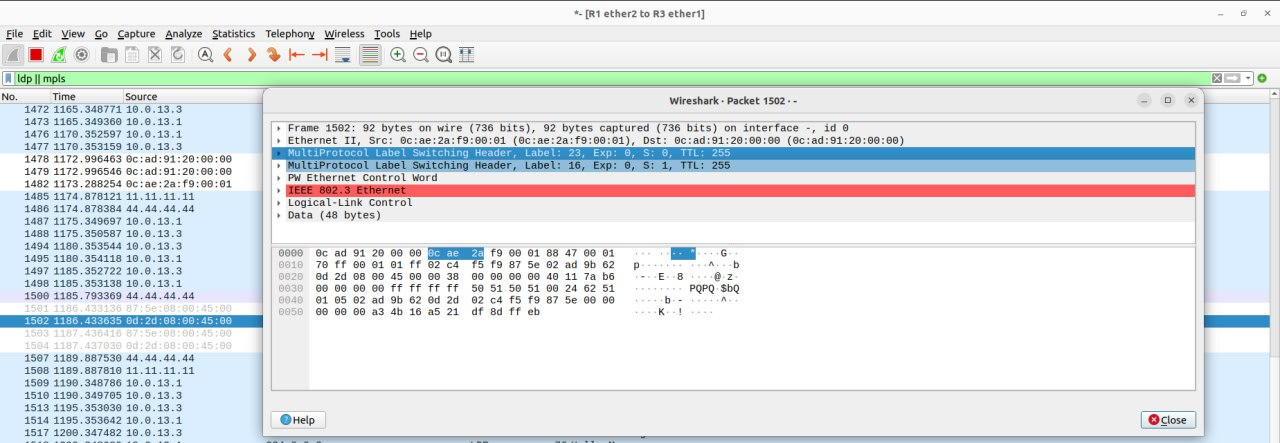 *- [R1 ether2 to R3 ether1]
File Edit View Go Capture Analyze Statistics Telephony Wireless Tools Help
ldp || mpls
No. Time Source
1472 1165.348771 10.0.13.3
1473 1165.349360 10.0.13.1
1476 1170.352597 10.0.13.1
1477 1170.353159 10.0.13.3
1478 1172.996463 0c:ad:91:20:00:00
1479 1172.996546 0c:ad:91:20:00:00
1482 1173.288254 0c:ae:2a:f9:00:01
1485 1174.878121 11.11.11.11
1486 1174.878384 44.44.44.44
1487 1175.349697 10.0.13.1
1488 1175.350587 10.0.13.3
1494 1180.353544 10.0.13.3
1495 1180.354118 10.0.13.1
1497 1185.352722 10.0.13.3
1498 1185.353138 10.0.13.1
1500 1185.793369 44.44.44.44
1501 1186.433136 87:5e:08:00:45:00
1502 1186.433635 0d:2d:08:00:45:00
1503 1187.436416 87:5e:08:00:45:00
1504 1187.437030 0d:2d:08:00:45:00
1507 1189.887530 44.44.44.44
1508 1189.887810 11.11.11.11
1509 1190.348786 10.0.13.1
1510 1190.349705 10.0.13.3
1513 1195.353030 10.0.13.3
1514 1195.353642 10.0.13.1
1517 1200.347482 10.0.13.3
Wireshark · Packet 1502 · -
Frame 1502: 92 bytes on wire (736 bits), 92 bytes captured (736 bits) on interface -, id 0
Ethernet II, Src: 0c:ae:2a:f9:00:01 (0c:ae:2a:f9:00:01), Dst: 0c:ad:91:20:00:00 (0c:ad:91:20:00:00)
MultiProtocol Label Switching Header, Label: 23, Exp: 0, S: 0, TTL: 255
MultiProtocol Label Switching Header, Label: 16, Exp: 0, S: 1, TTL: 255
PW Ethernet Control Word
IEEE 802.3 Ethernet
Logical-Link Control
Data (48 bytes)
0000 0c ad 91 20 00 00 0c ae 2a f9 00 01 88 47 00 01 ··· ·· ·· *····G··
0010 70 ff 00 01 01 ff 02 c4 f5 f9 87 5e 02 ad 9b 62 p······· ···^···b
0020 0d 2d 08 00 45 00 00 38 00 00 00 00 40 11 7a b6 ·-··E··8 ····@·z·
0030 00 00 00 00 ff ff ff ff 50 51 50 51 00 24 62 51 ········ PQPQ·$bQ
0040 01 05 02 ad 9b 62 0d 2d 02 c4 f5 f9 87 5e 00 00 ·····b·- ·····^··
0050 00 00 00 a3 4b 16 a5 21 df 8d ff eb ····K··! ····
Help
Close